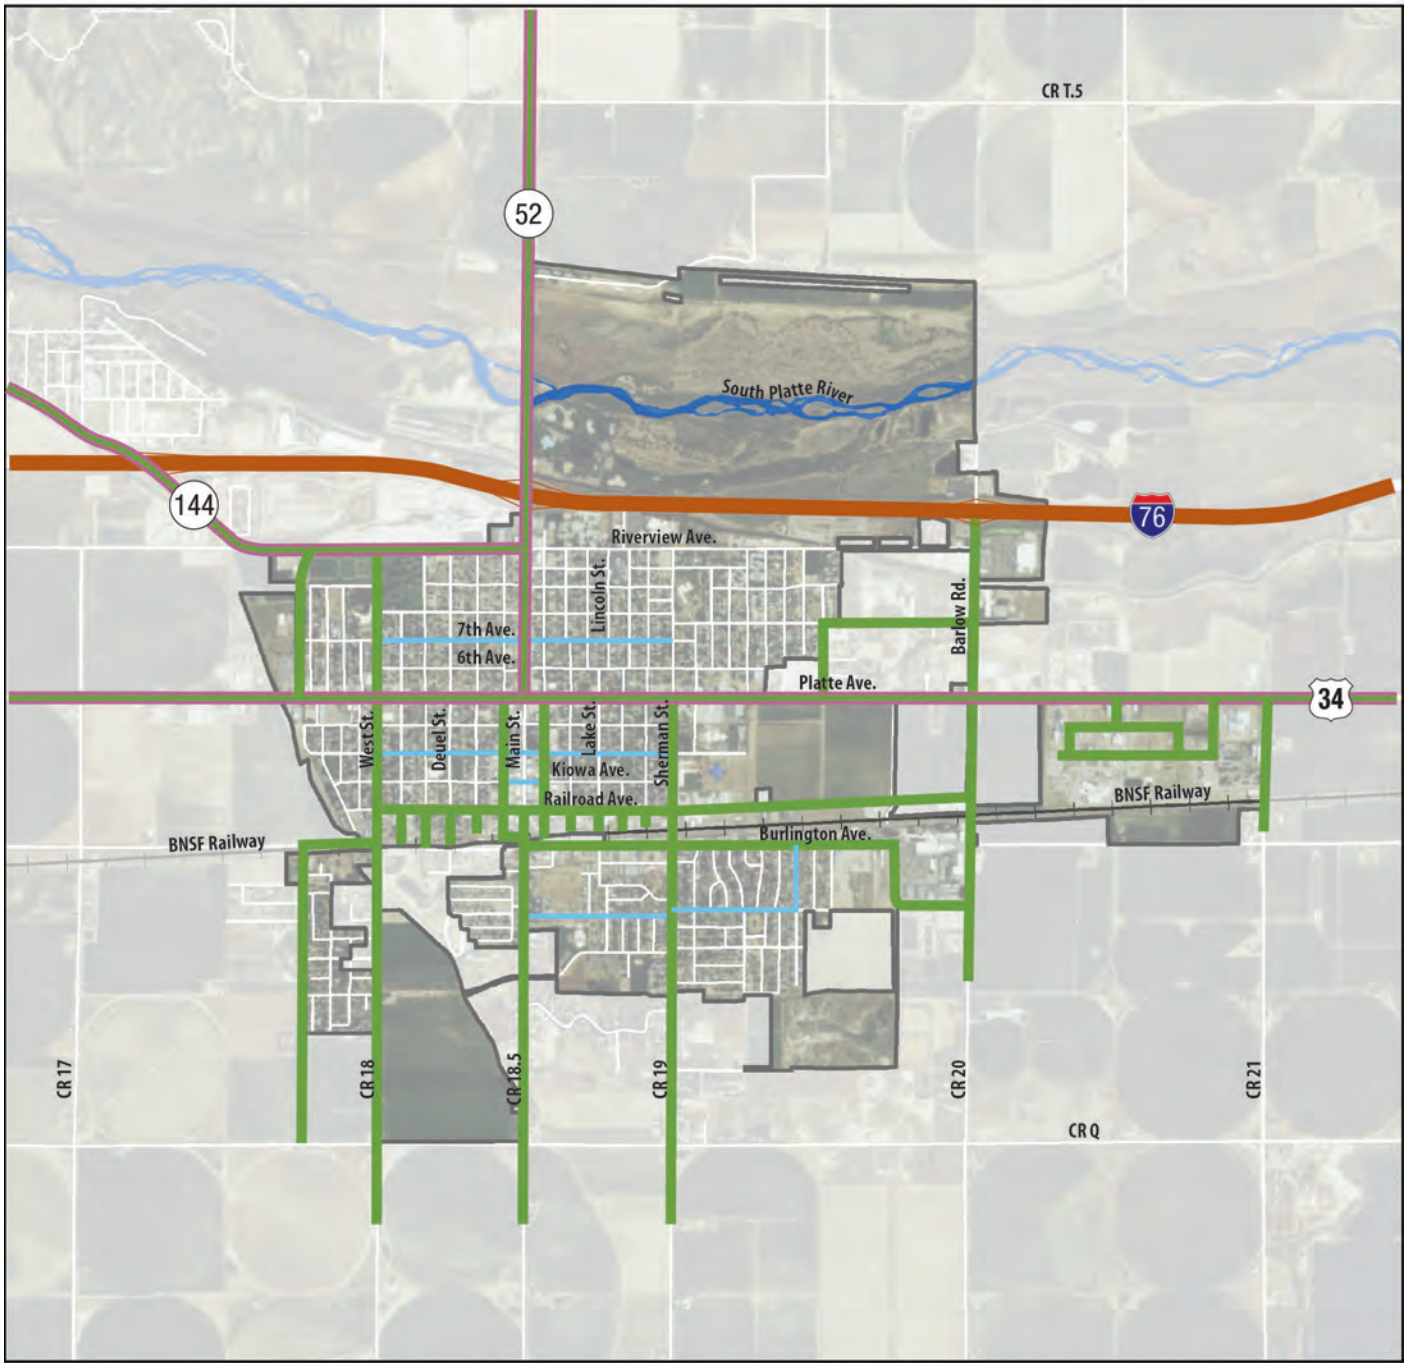 CR T.5
52
South Platte River
144
76
Riverview Ave.
Lincoln St.
7th Ave.
6th Ave.
Barlow Rd.
Platte Ave.
34
West St.
Deuel St.
Main St.
Lake St.
Sherman St.
Kiowa Ave.
Railroad Ave.
BNSF Railway
Burlington Ave.
BNSF Railway
CR 17
CR 18
CR 18.5
CR 19
CR 20
CR 21
CR Q